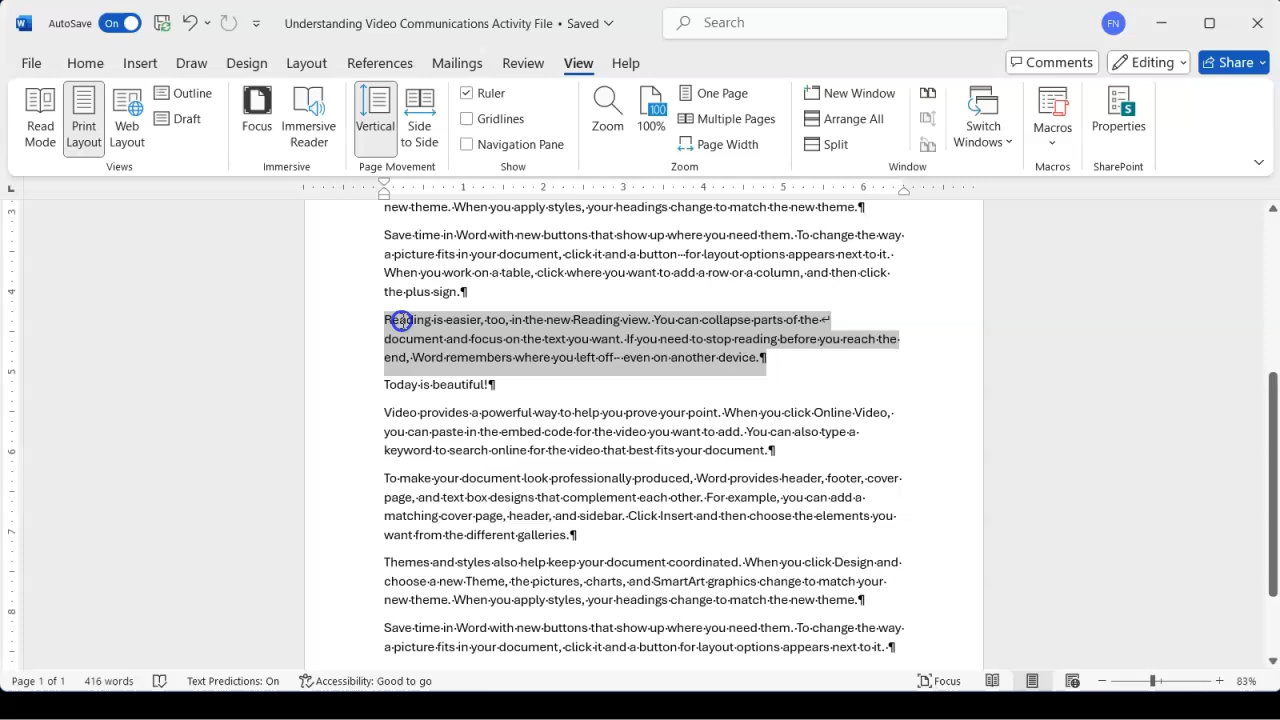 AutoSave On Understanding Video Communications Activity File • Saved Search FN
File Home Insert Draw Design Layout References Mailings Review View Help Comments Editing Share
Read Mode Print Layout Web Layout Outline Draft Focus Immersive Reader Vertical Side to Side Ruler Gridlines Navigation Pane Zoom 100 100% One Page Multiple Pages Page Width New Window Arrange All Split Switch Windows Macros S Properties
Views Immersive Page Movement Show Zoom Window Macros SharePoint
1 2 3 4 5 6
3 4 5 6 7 8
new·theme.·When·you·apply·styles,·your·headings·change·to·match·the·new·theme.¶
Save·time·in·Word·with·new·buttons·that·show·up·where·you·need·them.·To·change·the·way·
a·picture·fits·in·your·document,·click·it·and·a·button·-·for·layout·options·appears·next·to·it.·
When·you·work·on·a·table,·click·where·you·want·to·add·a·row·or·a·column,·and·then·click·
the·plus·sign.¶
Reading·is·easier,·too,·in·the·new·Reading·view.·You·can·collapse·parts·of·the·↵
document·and·focus·on·the·text·you·want.·If·you·need·to·stop·reading·before·you·reach·the·
end,·Word·remembers·where·you·left·off·-·even·on·another·device.¶
Today·is·beautiful!¶
Video·provides·a·powerful·way·to·help·you·prove·your·point.·When·you·click·Online·Video,·
you·can·paste·in·the·embed·code·for·the·video·you·want·to·add.·You·can·also·type·a·
keyword·to·search·online·for·the·video·that·best·fits·your·document.¶
To·make·your·document·look·professionally·produced,·Word·provides·header,·footer,·cover·
page,·and·text·box·designs·that·complement·each·other.·For·example,·you·can·add·a·
matching·cover·page,·header,·and·sidebar.·Click·Insert·and·then·choose·the·elements·you·
want·from·the·different·galleries.¶
Themes·and·styles·also·help·keep·your·document·coordinated.·When·you·click·Design·and·
choose·a·new·Theme,·the·pictures,·charts,·and·SmartArt·graphics·change·to·match·your·
new·theme.·When·you·apply·styles,·your·headings·change·to·match·the·new·theme.¶
Save·time·in·Word·with·new·buttons·that·show·up·where·you·need·them.·To·change·the·way·
a·picture·fits·in·your·document,·click·it·and·a·button·for·layout·options·appears·next·to·it.·¶
Page 1 of 1 416 words Text Predictions: On Accessibility: Good to go Focus 83%